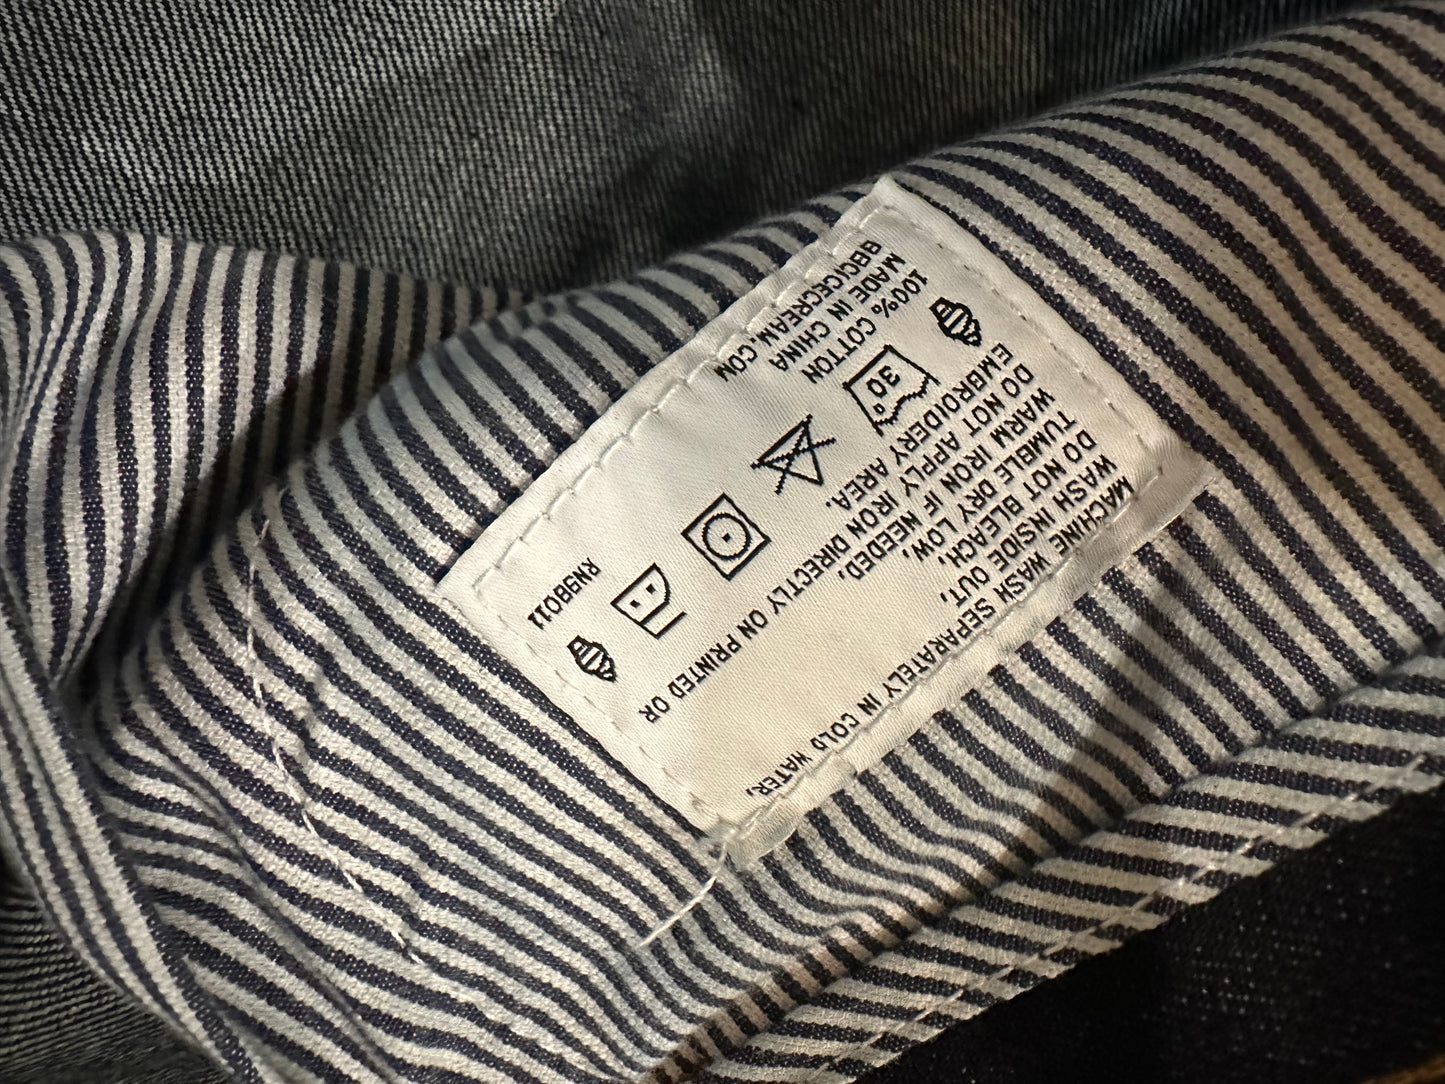 MACHINE WASH SEPARATELY IN COLD WATER.
WASH INSIDE OUT.
DO NOT BLEACH.
TUMBLE DRY LOW.
WARM IRON IF NEEDED.
DO NOT APPLY IRON DIRECTLY ON PRINTED OR
EMBROIDERY AREA.
30°
100% COTTON
MADE IN CHINA
BBCICECREAM.COM
RN5B011